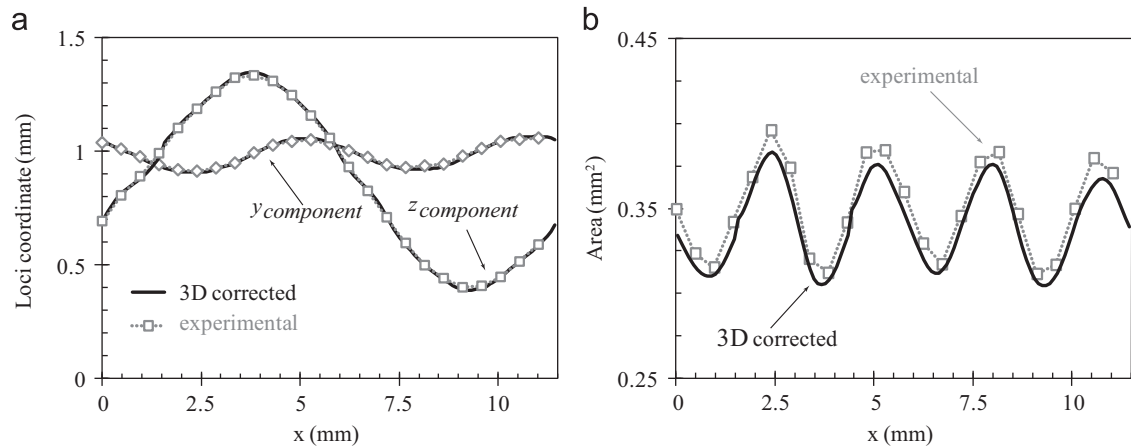 a
1.5
1
0.5
0
Loci coordinate (mm)
y component
z component
3D corrected
experimental
0
2.5
5
7.5
10
x (mm)
b
0.45
0.35
0.25
Area (mm²)
experimental
3D corrected
0
2.5
5
7.5
10
x (mm)